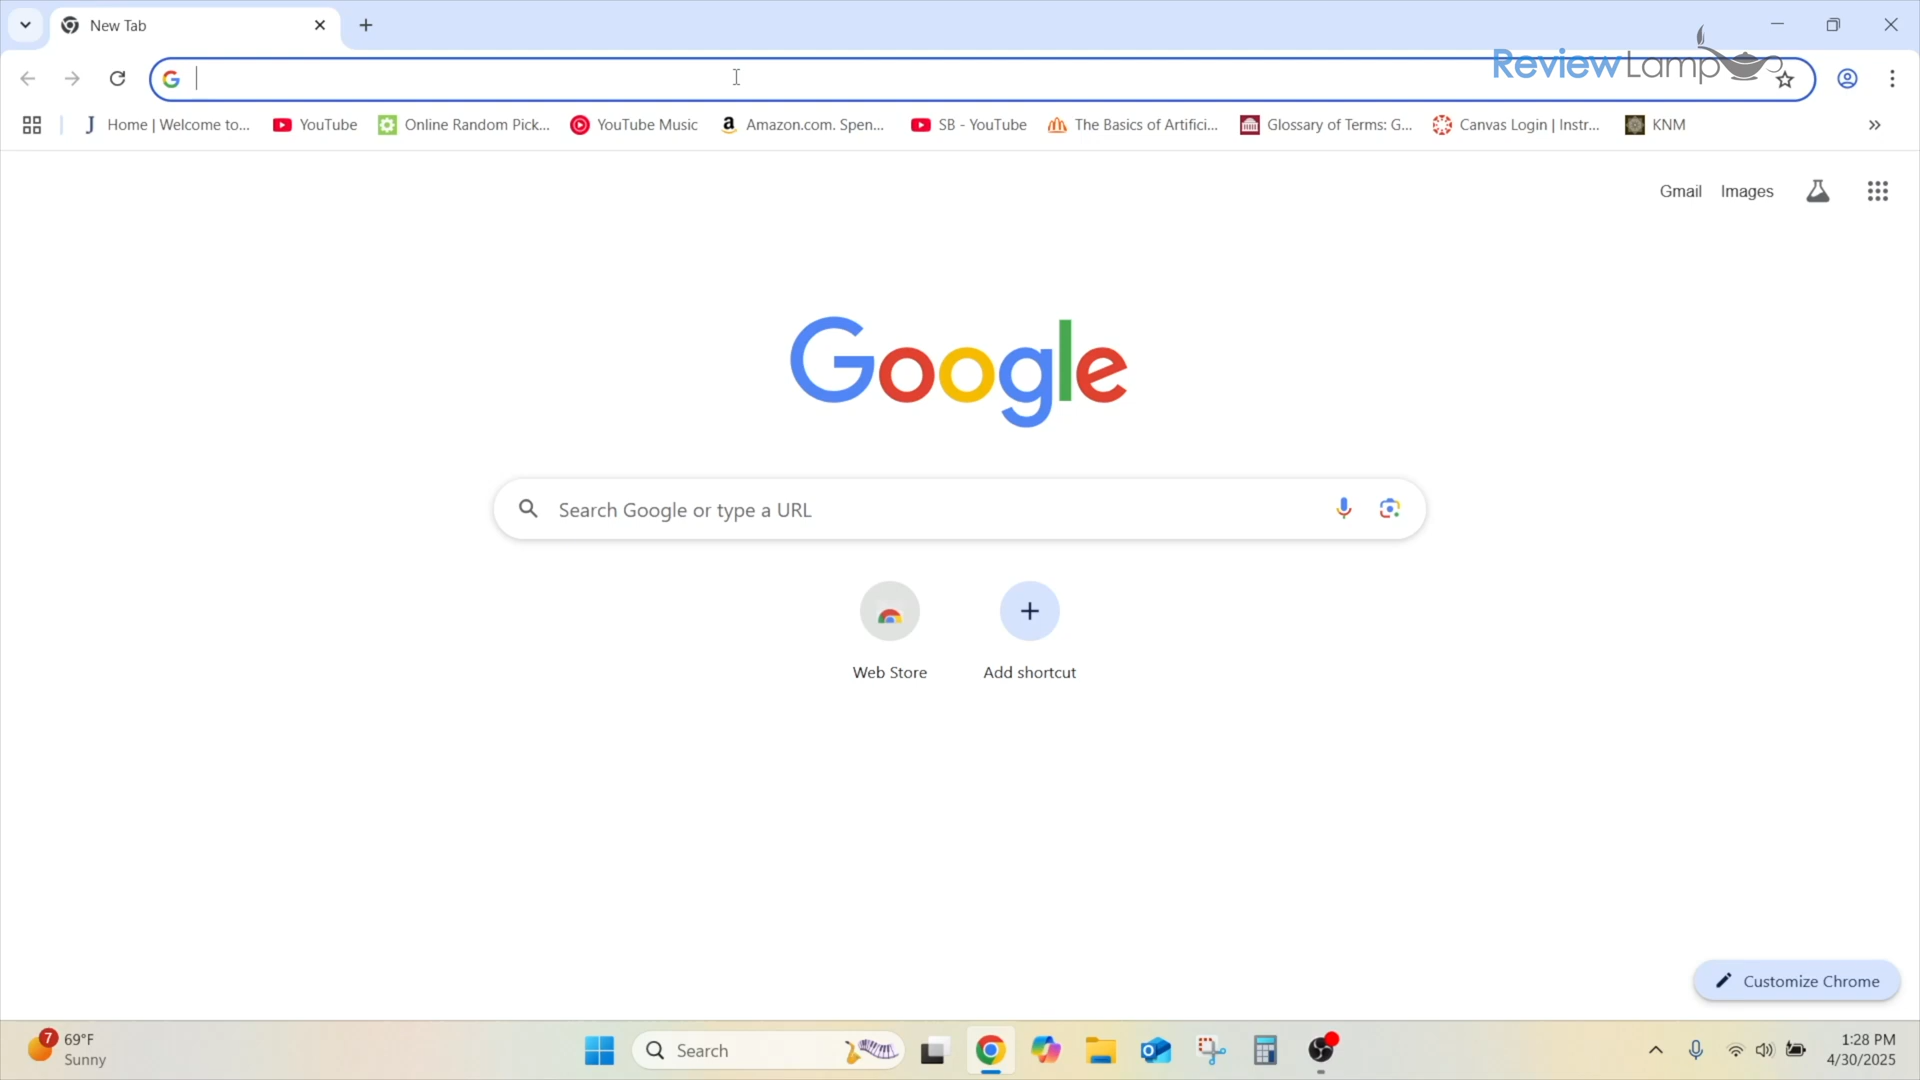 New Tab
ReviewLamp
Home | Welcome to...
YouTube
Online Random Pick...
YouTube Music
Amazon.com. Spen...
SB - YouTube
The Basics of Artifici...
Glossary of Terms: G...
Canvas Login | Instr...
KNM
Gmail
Images
Google
Search Google or type a URL
Web Store
Add shortcut
Customize Chrome
7
69°F
Sunny
Search
1:28 PM
4/30/2025